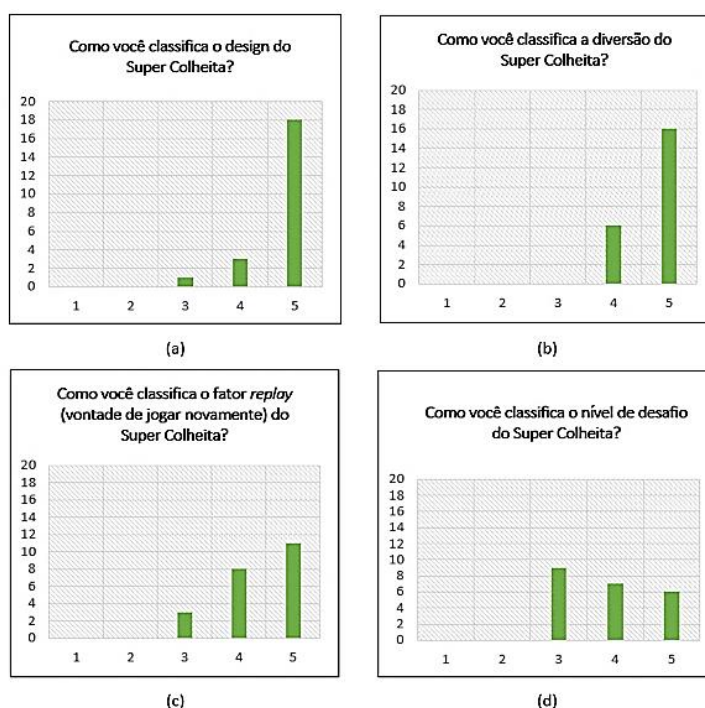 Como você classifica o design do
Super Colheita?
20
18
16
14
12
10
8
6
4
2
0
1 2 3 4 5
(a)
Como você classifica a diversão do
Super Colheita?
20
18
16
14
12
10
8
6
4
2
0
1 2 3 4 5
(b)
Como você classifica o fator replay
(vontade de jogar novamente) do
Super Colheita?
20
18
16
14
12
10
8
6
4
2
0
1 2 3 4 5
(c)
Como você classifica o nível de desafio
do Super Colheita?
20
18
16
14
12
10
8
6
4
2
0
1 2 3 4 5
(d)